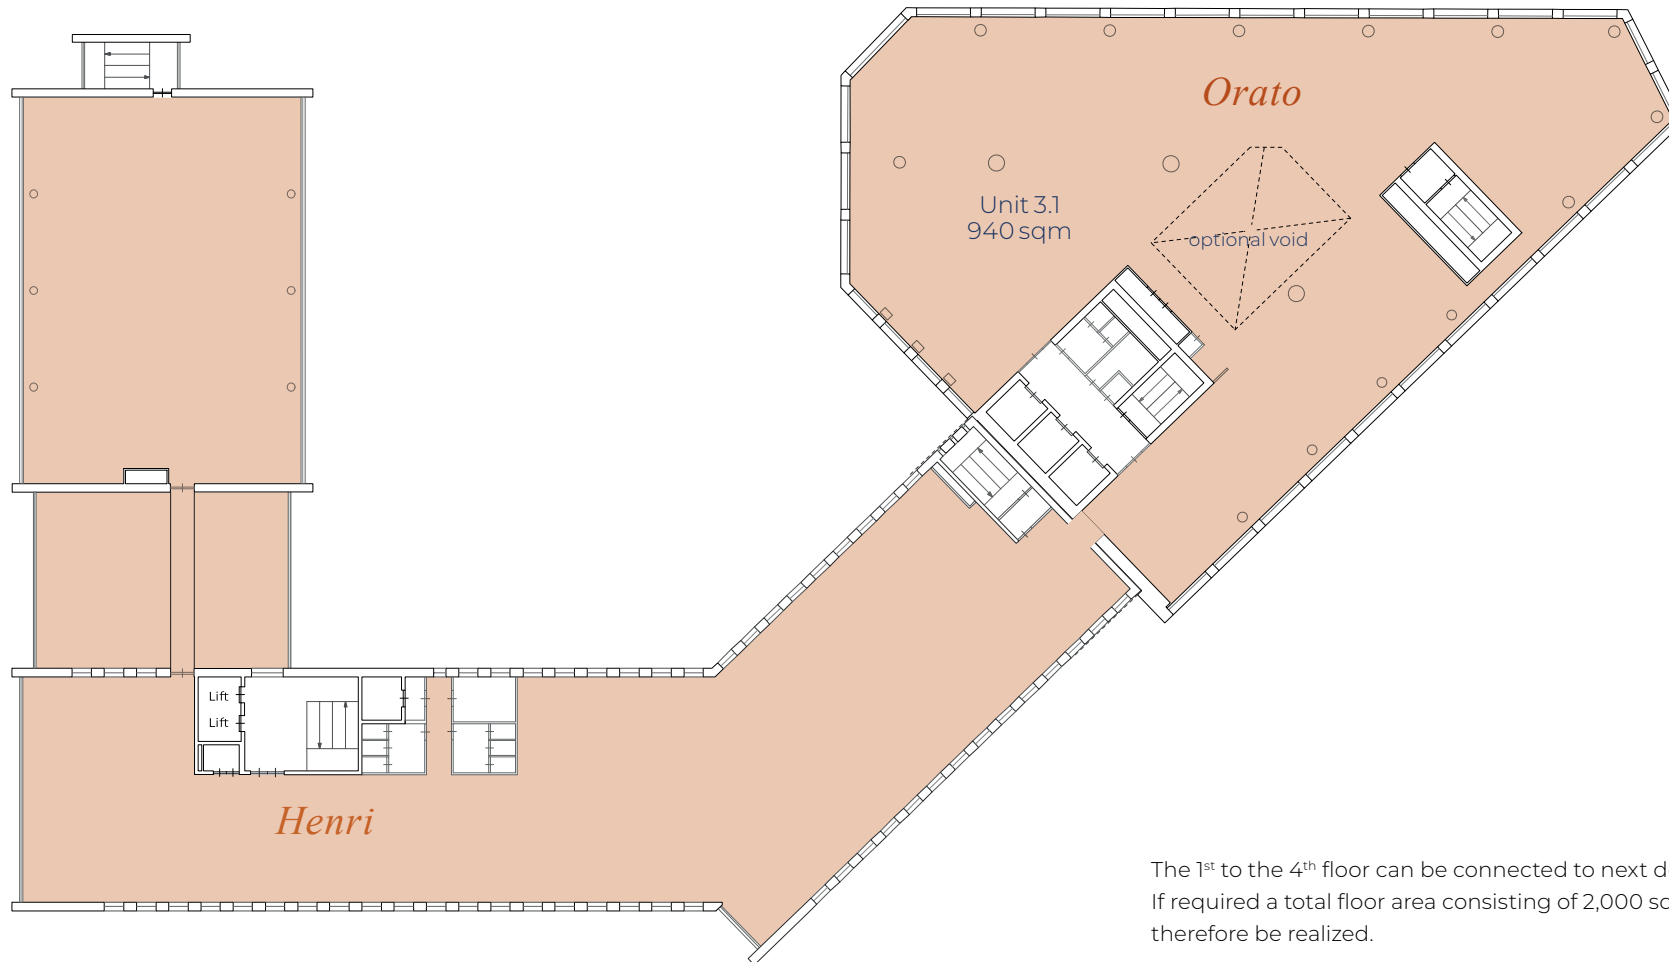 Orato
Unit 3.1
940 sqm
optional void
Lift
Lift
Henri
The 1st to the 4th floor can be connected to next
If required a total floor area consisting of 2,000
therefore be realized.